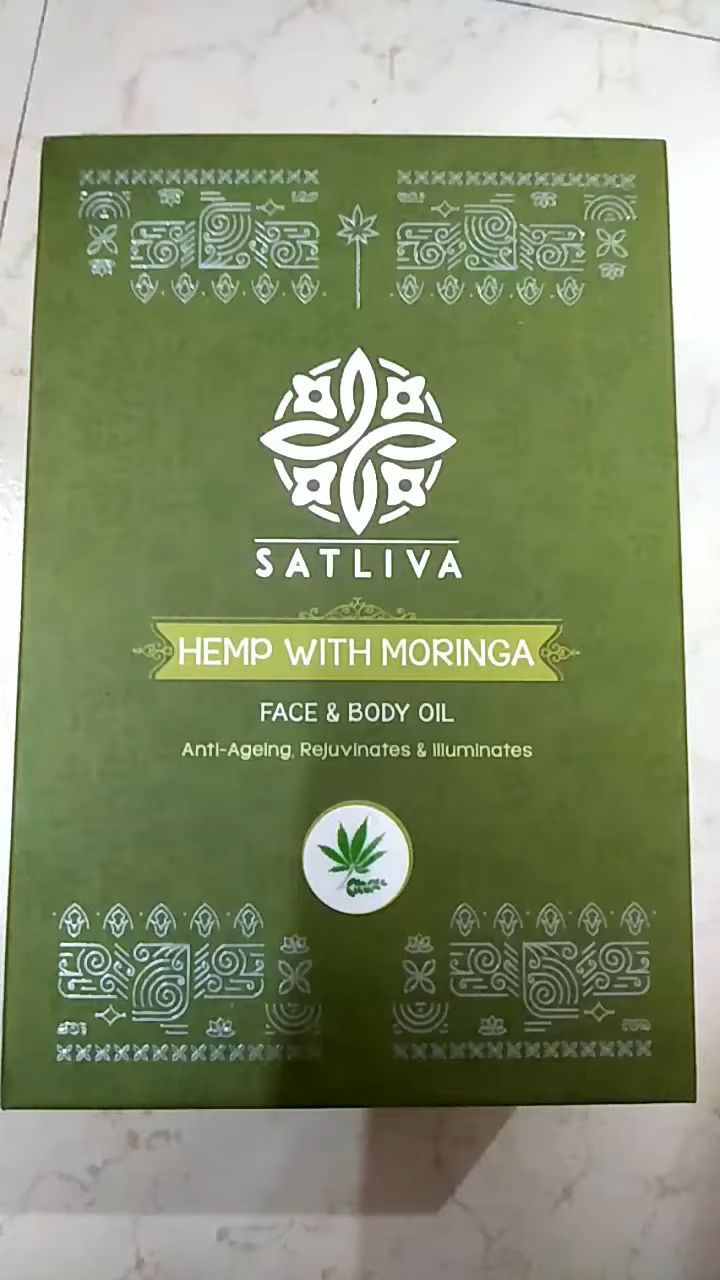 SATLIVA
HEMP WITH MORINGA
FACE & BODY OIL
Anti-Ageing, Rejuvinates & Illuminates